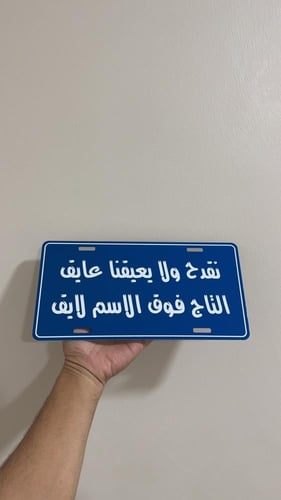 نقدح ولا يعيقنا عايق
التاج فوق الاسم لايق